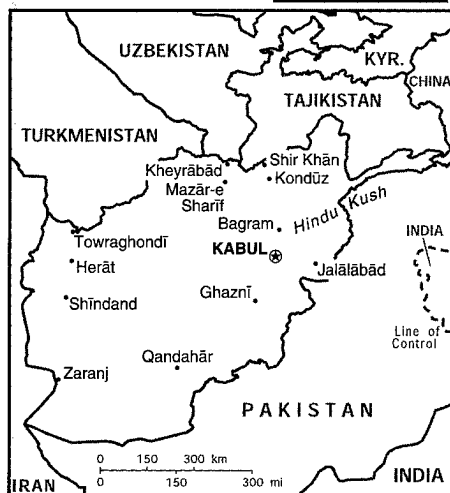 UZBEKISTAN
KYR.
CHINA
TAJIKISTAN
TURKMENISTAN
Kheyrābād
Shir Khān
Mazār-e
Sharīf
Kondūz
Hindu Kush
Bagram
Towraghondī
KABUL
INDIA
Herāt
Jalālābād
Shīndand
Ghaznī
Line of
Control
Qandahār
Zaranj
PAKISTAN
0 150 300 km
0 150 300 mi
IRAN
INDIA